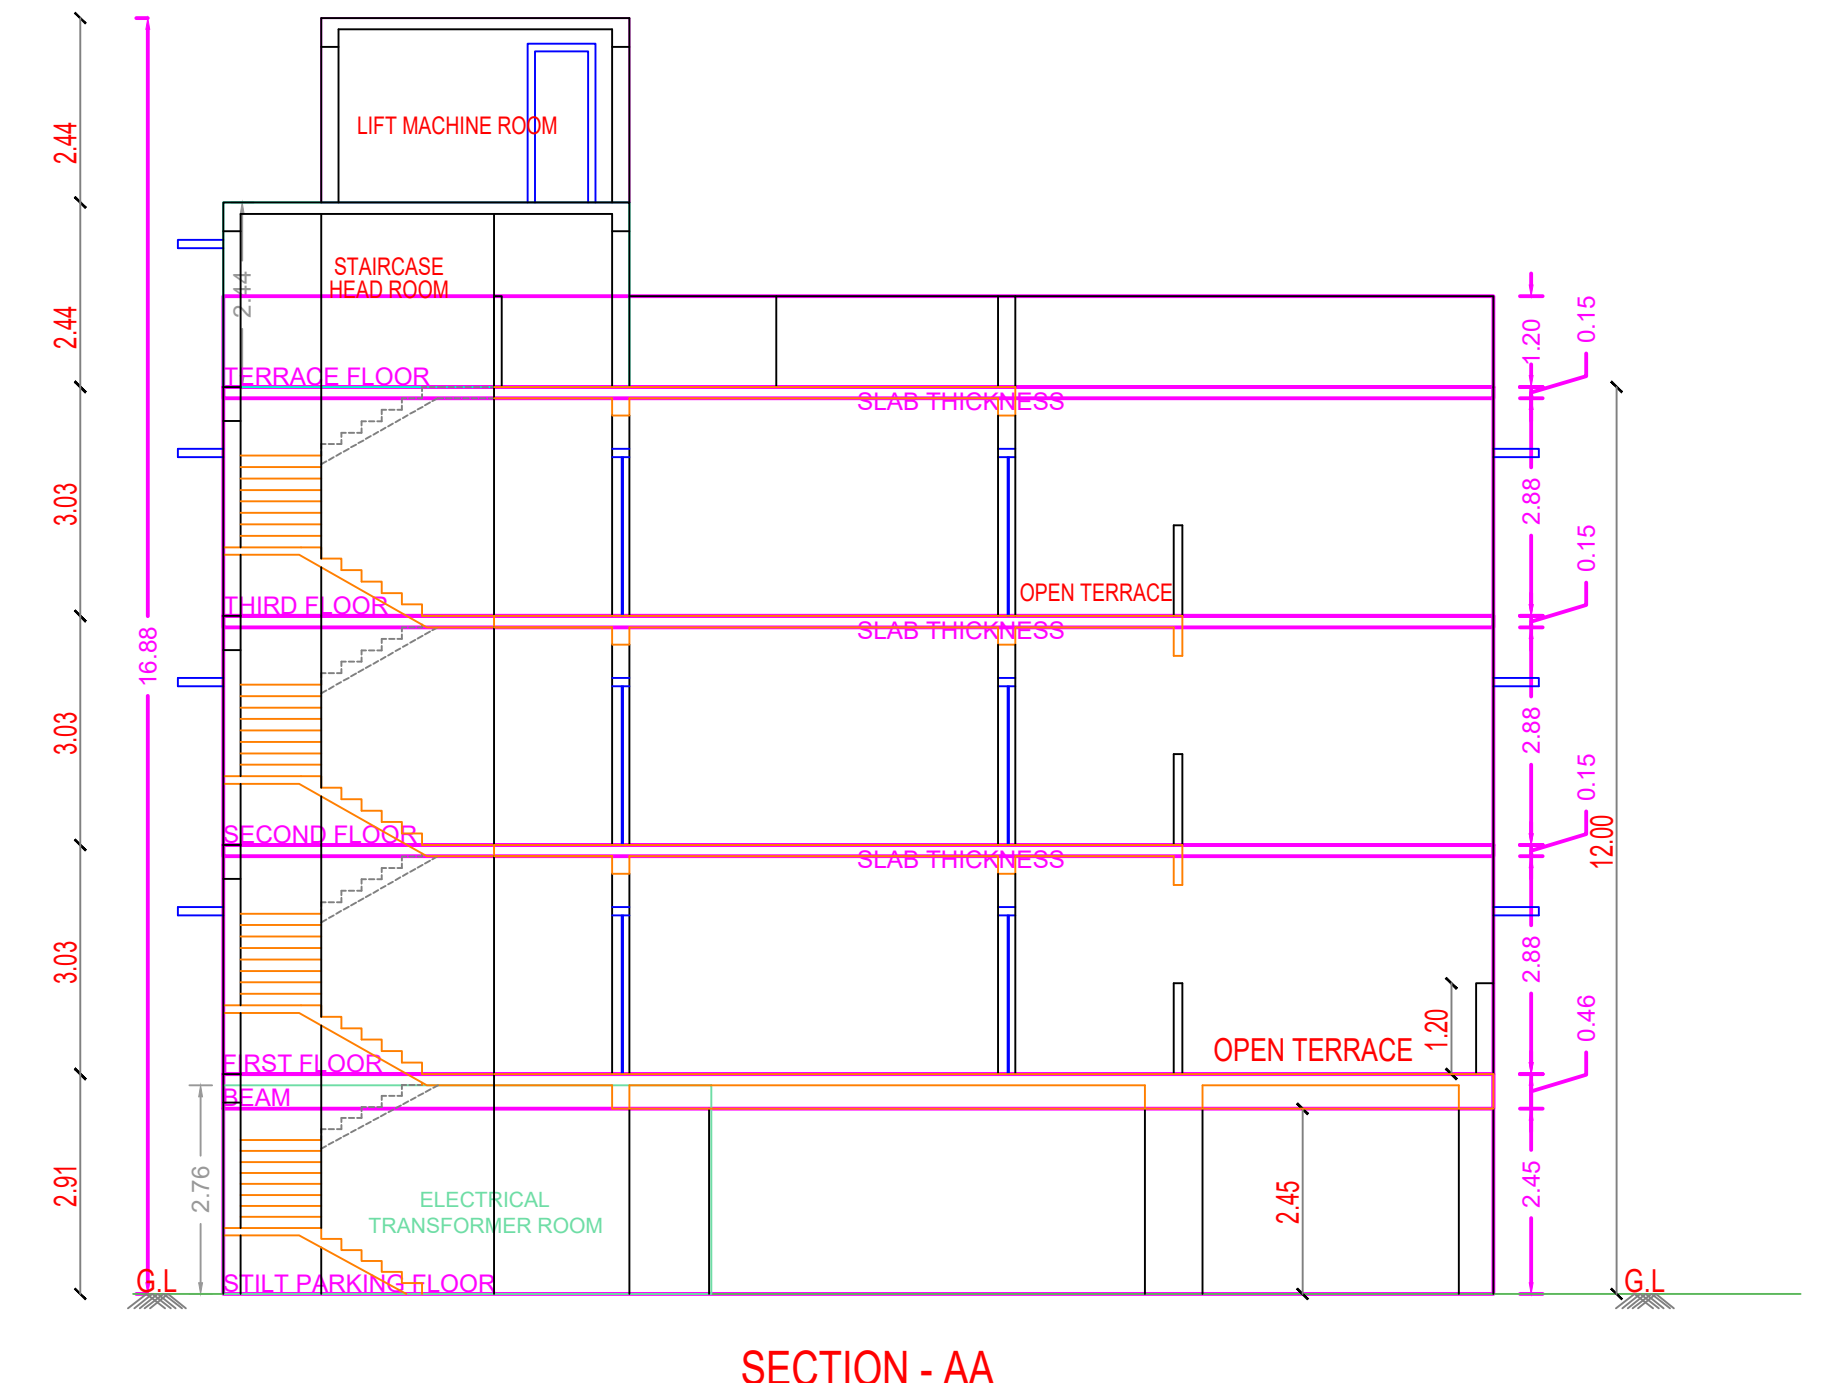 2.44
LIFT MACHINE ROOM
2.44
2.44
STAIRCASE
HEAD ROOM
1.20
0.15
TERRACE FLOOR
SLAB THICKNESS
3.03
2.88
0.15
OPEN TERRACE
THIRD FLOOR
SLAB THICKNESS
16.88
3.03
2.88
0.15
12.00
SECOND FLOOR
SLAB THICKNESS
3.03
2.88
0.46
1.20
OPEN TERRACE
FIRST FLOOR
BEAM
2.91
2.76
ELECTRICAL
TRANSFORMER ROOM
2.45
2.45
G.L
STILT PARKING FLOOR
G.L
SECTION - AA